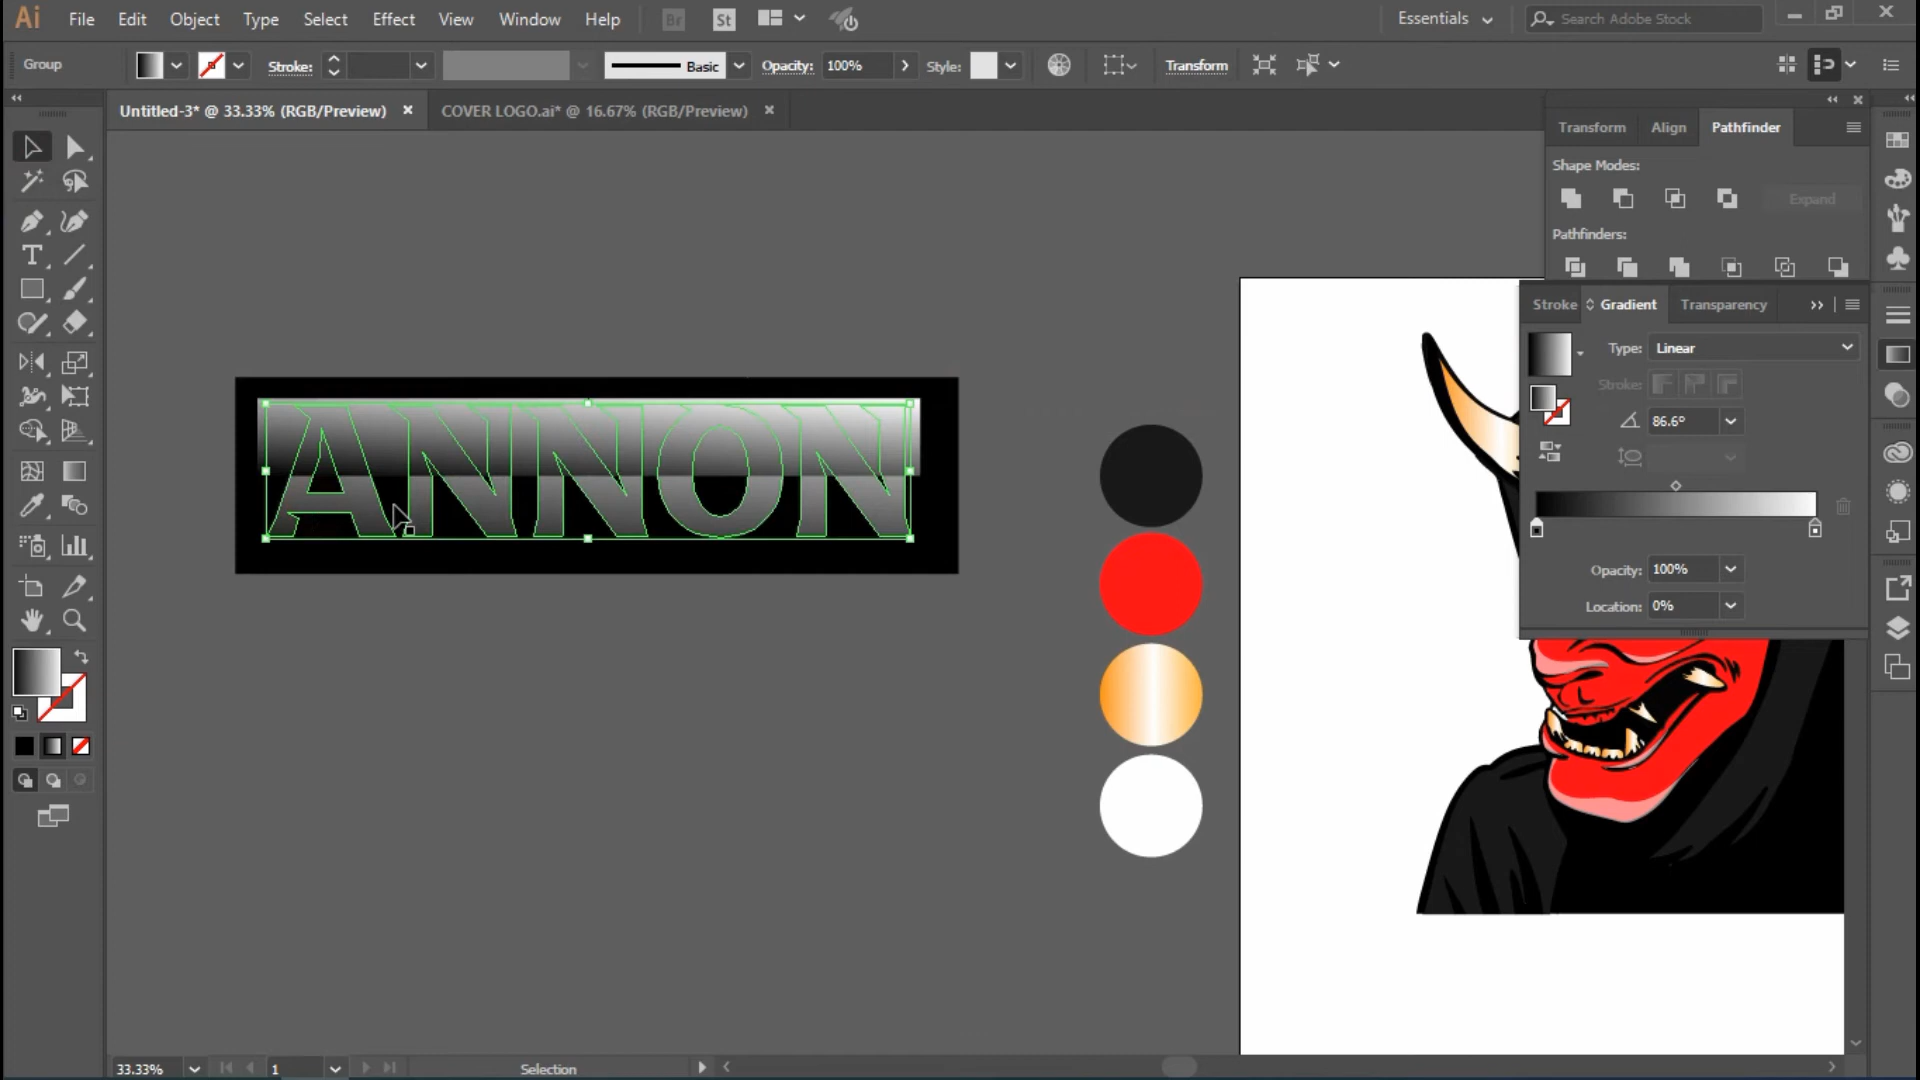 Ai File Edit Object Type Select Effect View Window Help Br St Essentials Search Adobe Stock
Group Stroke: Basic Opacity: 100% Style: Transform
Untitled-3* @ 33.33% (RGB/Preview) × COVER LOGO.ai* @ 16.67% (RGB/Preview) ×
Transform Align Pathfinder
Shape Modes:
Expand
Pathfinders:
Stroke Gradient Transparency
Type: Linear
Stroke:
86.6°
Opacity: 100%
Location: 0%
ANNON
33.33% 1 Selection